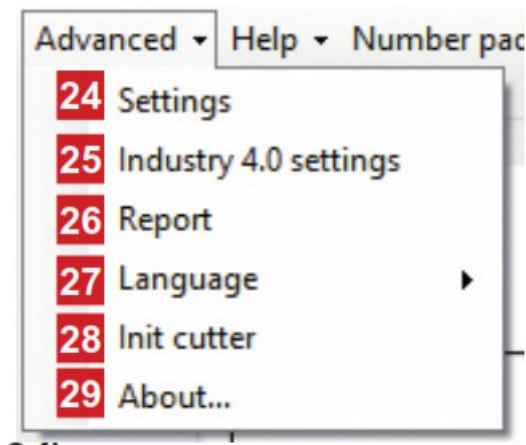 Advanced Help Number pad
24 Settings
25 Industry 4.0 settings
26 Report
27 Language
28 Init cutter
29 About...